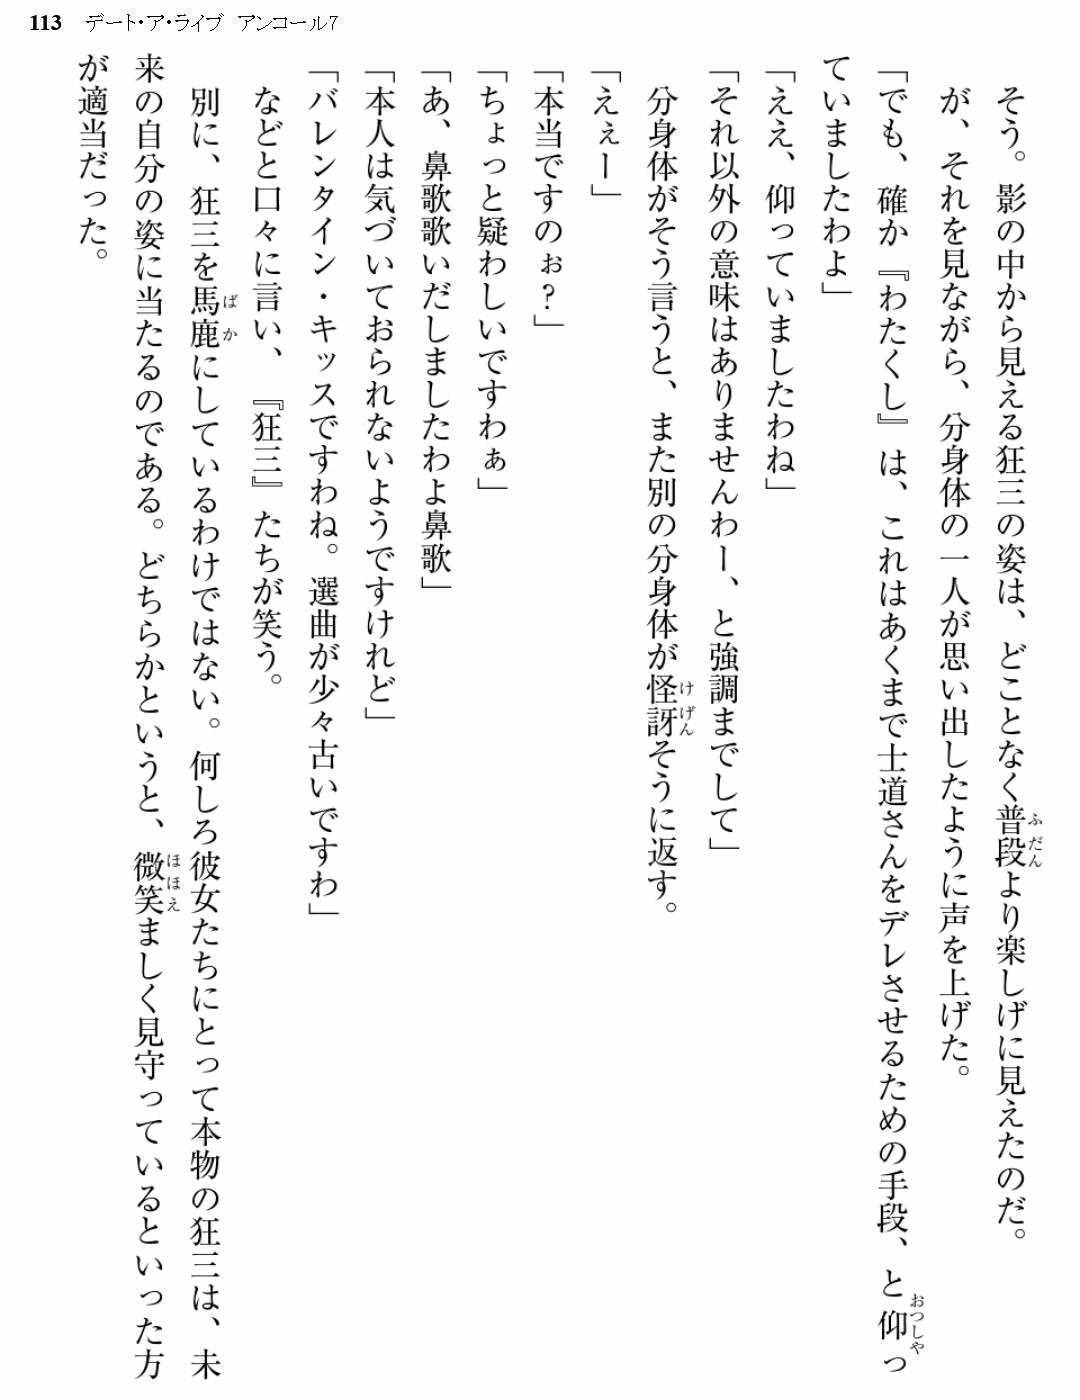 113 デート・ア・ライブ アンコール7
そう。影の中から見える狂三の姿は、どことなく普段より楽しげに見えたのだ。
が、それを見ながら、分身体の一人が思い出したように声を上げた。
「でも、確か『わたくし』は、これはあくまで士道さんをデレさせるための手段、と仰っ
ていましたわよ」
「ええ、仰っていましたわね」
「それ以外の意味はありませんわー、と強調までして」
分身体がそう言うと、また別の分身体が怪訝そうに返す。
「えぇー」
「本当ですのぉ?」
「ちょっと疑わしいですわぁ」
「あ、鼻歌歌いだしましたわよ鼻歌」
「本人は気づいておられないようですけれど」
「バレンタイン・キッスですわね。選曲が少々古いですわ」
などと口々に言い、『狂三』たちが笑う。
別に、狂三を馬鹿にしているわけではない。何しろ彼女たちにとって本物の狂三は、未
来の自分の姿に当たるのである。どちらかというと、微笑ましく見守っているといった方
が適当だった。